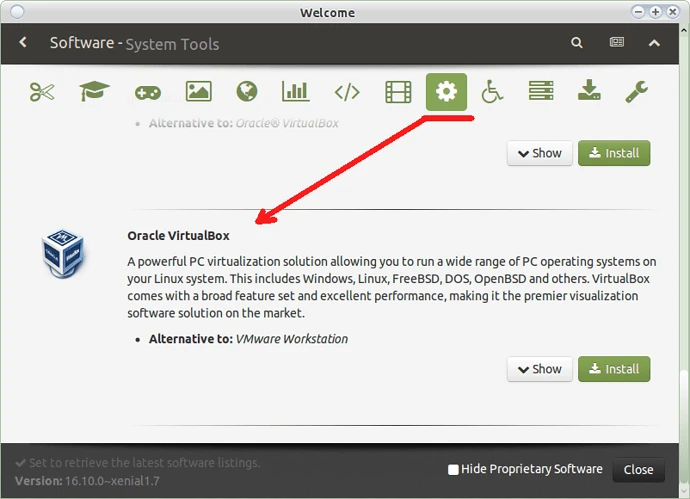 Welcome
Software - System Tools
Alternative to: Oracle® VirtualBox
Show
Install
Oracle VirtualBox
A powerful PC virtualization solution allowing you to run a wide range of PC operating systems on
your Linux system. This includes Windows, Linux, FreeBSD, DOS, OpenBSD and others. VirtualBox
comes with a broad feature set and excellent performance, making it the premier visualization
software solution on the market.
Alternative to: VMware Workstation
Show
Install
Set to retrieve the latest software listings.
Version: 16.10.0~xenial1.7
Hide Proprietary Software
Close